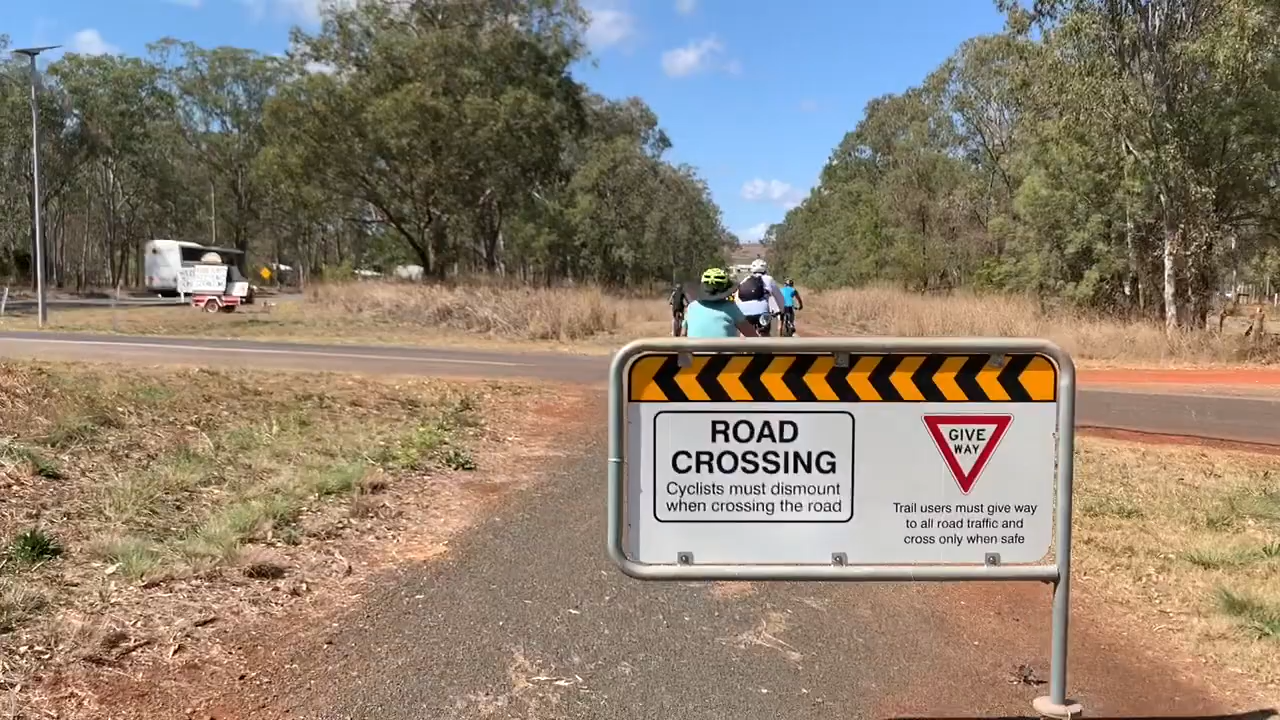 ROAD
CROSSING
Cyclists must dismount
when crossing the road
GIVE
WAY
Trail users must give way
to all road traffic and
cross only when safe